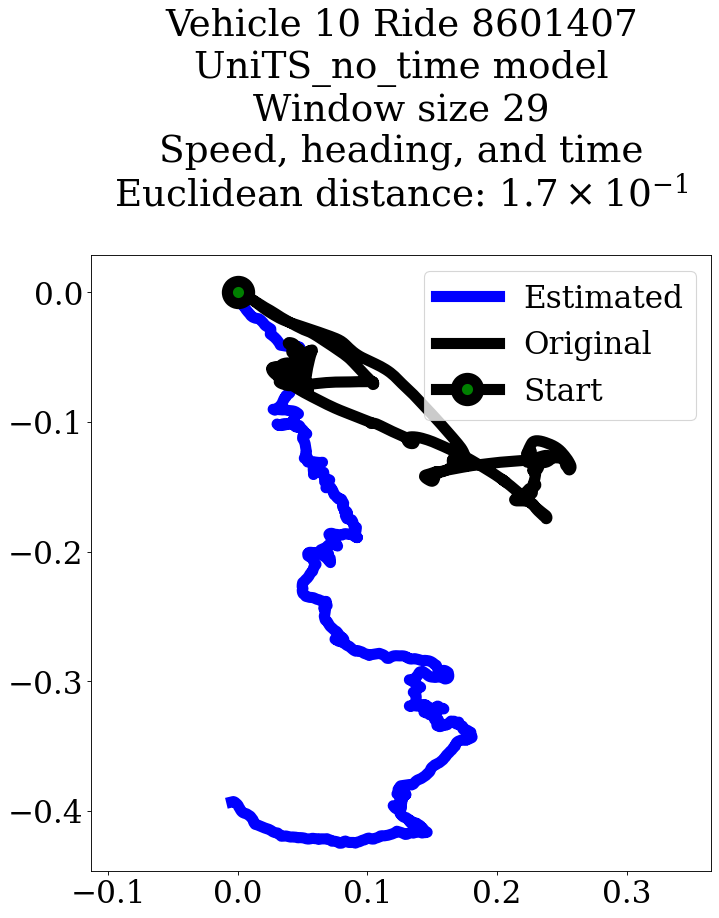 Vehicle 10 Ride 8601407
UniTS_no_time model
Window size 29
Speed, heading, and time
Euclidean distance: 1.7 × 10⁻¹
Estimated
Original
Start
0.0
−0.1
−0.2
−0.3
−0.4
−0.1 0.0 0.1 0.2 0.3